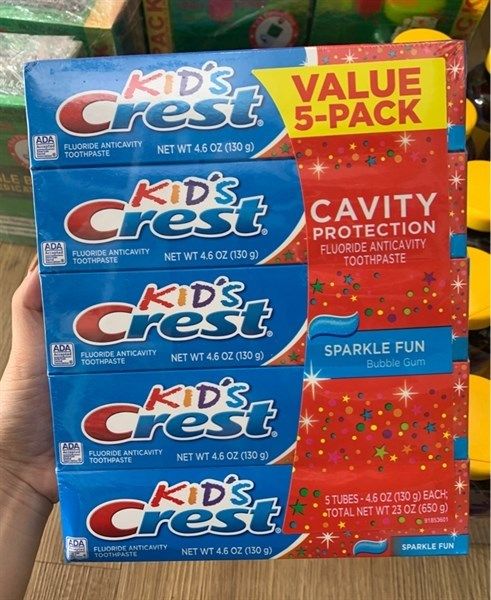 KID'S
Crest
ADA
FLUORIDE ANTICAVITY
TOOTHPASTE
NET WT 4.6 OZ (130 g)
VALUE
5-PACK
KID'S
Crest
ADA
FLUORIDE ANTICAVITY
TOOTHPASTE
NET WT 4.6 OZ (130 g)
CAVITY
PROTECTION
FLUORIDE ANTICAVITY
TOOTHPASTE
KID'S
Crest
ADA
FLUORIDE ANTICAVITY
TOOTHPASTE
NET WT 4.6 OZ (130 g)
SPARKLE FUN
Bubble Gum
KID'S
Crest
ADA
FLUORIDE ANTICAVITY
TOOTHPASTE
NET WT 4.6 OZ (130 g)
KID'S
Crest
ADA
FLUORIDE ANTICAVITY
TOOTHPASTE
NET WT 4.6 OZ (130 g)
5 TUBES - 4.6 OZ (130 g) EACH;
TOTAL NET WT 23 OZ (650 g)
91853601
SPARKLE FUN
PACK